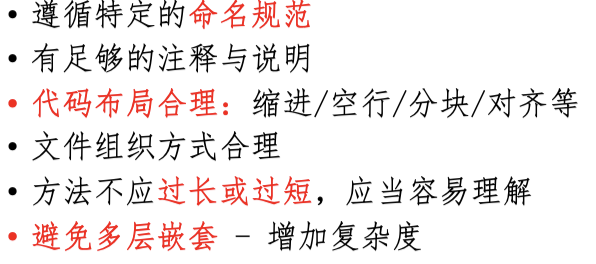 • 遵循特定的命名规范
• 有足够的注释与说明
• 代码布局合理：缩进/空行/分块/对齐等
• 文件组织方式合理
• 方法不应过长或过短，应当容易理解
• 避免多层嵌套 - 增加复杂度